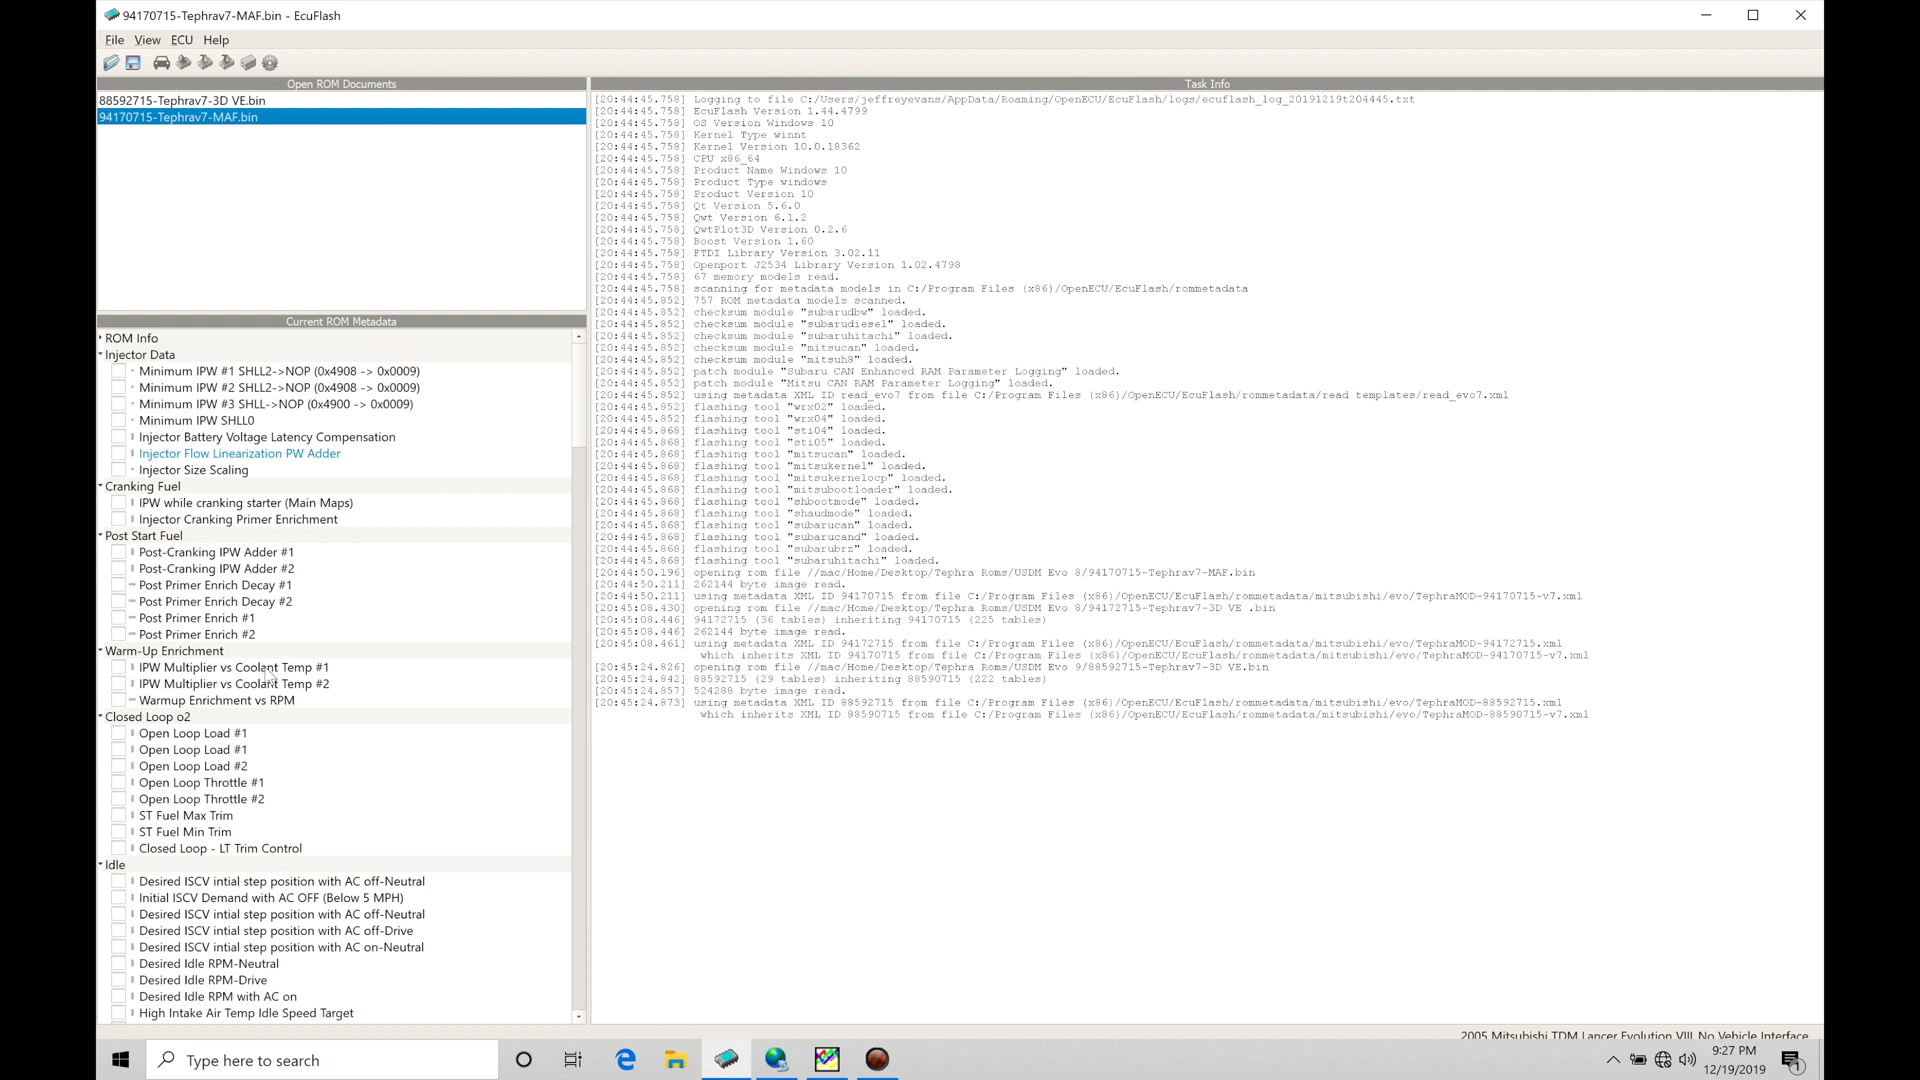 94170715-Tephrav7-MAF.bin - EcuFlash
File View ECU Help
Open ROM Documents
88592715-Tephrav7-3D VE.bin
94170715-Tephrav7-MAF.bin
Current ROM Metadata
ROM Info
Injector Data
Minimum IPW #1 SHLL2->NOP (0x4908 -> 0x0009)
Minimum IPW #2 SHLL2->NOP (0x4908 -> 0x0009)
Minimum IPW #3 SHLL->NOP (0x4900 -> 0x0009)
Minimum IPW SHLL0
Injector Battery Voltage Latency Compensation
Injector Flow Linearization PW Adder
Injector Size Scaling
Cranking Fuel
IPW while cranking starter (Main Maps)
Injector Cranking Primer Enrichment
Post Start Fuel
Post-Cranking IPW Adder #1
Post-Cranking IPW Adder #2
Post Primer Enrich Decay #1
Post Primer Enrich Decay #2
Post Primer Enrich #1
Post Primer Enrich #2
Warm-Up Enrichment
IPW Multiplier vs Coolant Temp #1
IPW Multiplier vs Coolant Temp #2
Warmup Enrichment vs RPM
Closed Loop o2
Open Loop Load #1
Open Loop Load #1
Open Loop Load #2
Open Loop Throttle #1
Open Loop Throttle #2
ST Fuel Max Trim
ST Fuel Min Trim
Closed Loop - LT Trim Control
Idle
Desired ISCV intial step position with AC off-Neutral
Initial ISCV Demand with AC OFF (Below 5 MPH)
Desired ISCV intial step position with AC off-Neutral
Desired ISCV intial step position with AC off-Drive
Desired ISCV intial step position with AC on-Neutral
Desired Idle RPM-Neutral
Desired Idle RPM-Drive
Desired Idle RPM with AC on
High Intake Air Temp Idle Speed Target
Task Info
[20:44:45.758] Logging to file C:/Users/jeffreyevans/AppData/Roaming/OpenECU/EcuFlash/logs/ecuflash_log_20191219t204445.txt
[20:44:45.758] EcuFlash Version 1.44.4799
[20:44:45.758] OS Version Windows 10
[20:44:45.758] Kernel Type winnt
[20:44:45.758] Kernel Version 10.0.18362
[20:44:45.758] CPU x86_64
[20:44:45.758] Product Name Windows 10
[20:44:45.758] Product Type windows
[20:44:45.758] Product Version 10
[20:44:45.758] Qt Version 5.6.0
[20:44:45.758] Qwt Version 6.1.2
[20:44:45.758] QwtPlot3D Version 0.2.6
[20:44:45.758] Boost Version 1.60
[20:44:45.758] FTDI Library Version 3.02.11
[20:44:45.758] Openport J2534 Library Version 1.02.4798
[20:44:45.758] 67 memory models read.
[20:44:45.758] scanning for metadata models in C:/Program Files (x86)/OpenECU/EcuFlash/rommetadata
[20:44:45.852] 757 ROM metadata models scanned.
[20:44:45.852] checksum module "subarudbw" loaded.
[20:44:45.852] checksum module "subarudiesel" loaded.
[20:44:45.852] checksum module "subaruhitachi" loaded.
[20:44:45.852] checksum module "mitsucan" loaded.
[20:44:45.852] checksum module "mitsuh8" loaded.
[20:44:45.852] patch module "Subaru CAN Enhanced RAM Parameter Logging" loaded.
[20:44:45.852] patch module "Mitsu CAN RAM Parameter Logging" loaded.
[20:44:45.852] using metadata XML ID read_evo7 from file C:/Program Files (x86)/OpenECU/EcuFlash/rommetadata/read templates/read_evo7.xml
[20:44:45.852] flashing tool "wrx02" loaded.
[20:44:45.852] flashing tool "wrx04" loaded.
[20:44:45.868] flashing tool "sti04" loaded.
[20:44:45.868] flashing tool "sti05" loaded.
[20:44:45.868] flashing tool "mitsucan" loaded.
[20:44:45.868] flashing tool "mitsukernel" loaded.
[20:44:45.868] flashing tool "mitsukernelocp" loaded.
[20:44:45.868] flashing tool "mitsubootloader" loaded.
[20:44:45.868] flashing tool "shbootmode" loaded.
[20:44:45.868] flashing tool "shaudmode" loaded.
[20:44:45.868] flashing tool "subarucan" loaded.
[20:44:45.868] flashing tool "subarucand" loaded.
[20:44:45.868] flashing tool "subarubrz" loaded.
[20:44:45.868] flashing tool "subaruhitachi" loaded.
[20:44:50.196] opening rom file //mac/Home/Desktop/Tephra Roms/USDM Evo 8/94170715-Tephrav7-MAF.bin
[20:44:50.211] 262144 byte image read.
[20:44:50.211] using metadata XML ID 94170715 from file C:/Program Files (x86)/OpenECU/EcuFlash/rommetadata/mitsubishi/evo/TephraMOD-94170715-v7.xml
[20:45:08.430] opening rom file //mac/Home/Desktop/Tephra Roms/USDM Evo 8/94172715-Tephrav7-3D VE .bin
[20:45:08.446] 94172715 (36 tables) inheriting 94170715 (225 tables)
[20:45:08.446] 262144 byte image read.
[20:45:08.461] using metadata XML ID 94172715 from file C:/Program Files (x86)/OpenECU/EcuFlash/rommetadata/mitsubishi/evo/TephraMOD-94172715.xml
which inherits XML ID 94170715 from file C:/Program Files (x86)/OpenECU/EcuFlash/rommetadata/mitsubishi/evo/TephraMOD-94170715-v7.xml
[20:45:24.826] opening rom file //mac/Home/Desktop/Tephra Roms/USDM Evo 9/88592715-Tephrav7-3D VE.bin
[20:45:24.842] 88592715 (29 tables) inheriting 88590715 (222 tables)
[20:45:24.857] 524288 byte image read.
[20:45:24.873] using metadata XML ID 88592715 from file C:/Program Files (x86)/OpenECU/EcuFlash/rommetadata/mitsubishi/evo/TephraMOD-88592715.xml
which inherits XML ID 88590715 from file C:/Program Files (x86)/OpenECU/EcuFlash/rommetadata/mitsubishi/evo/TephraMOD-88590715-v7.xml
2005 Mitsubishi TDM Lancer Evolution VIII No Vehicle Interface
Type here to search
9:27 PM
12/19/2019
1